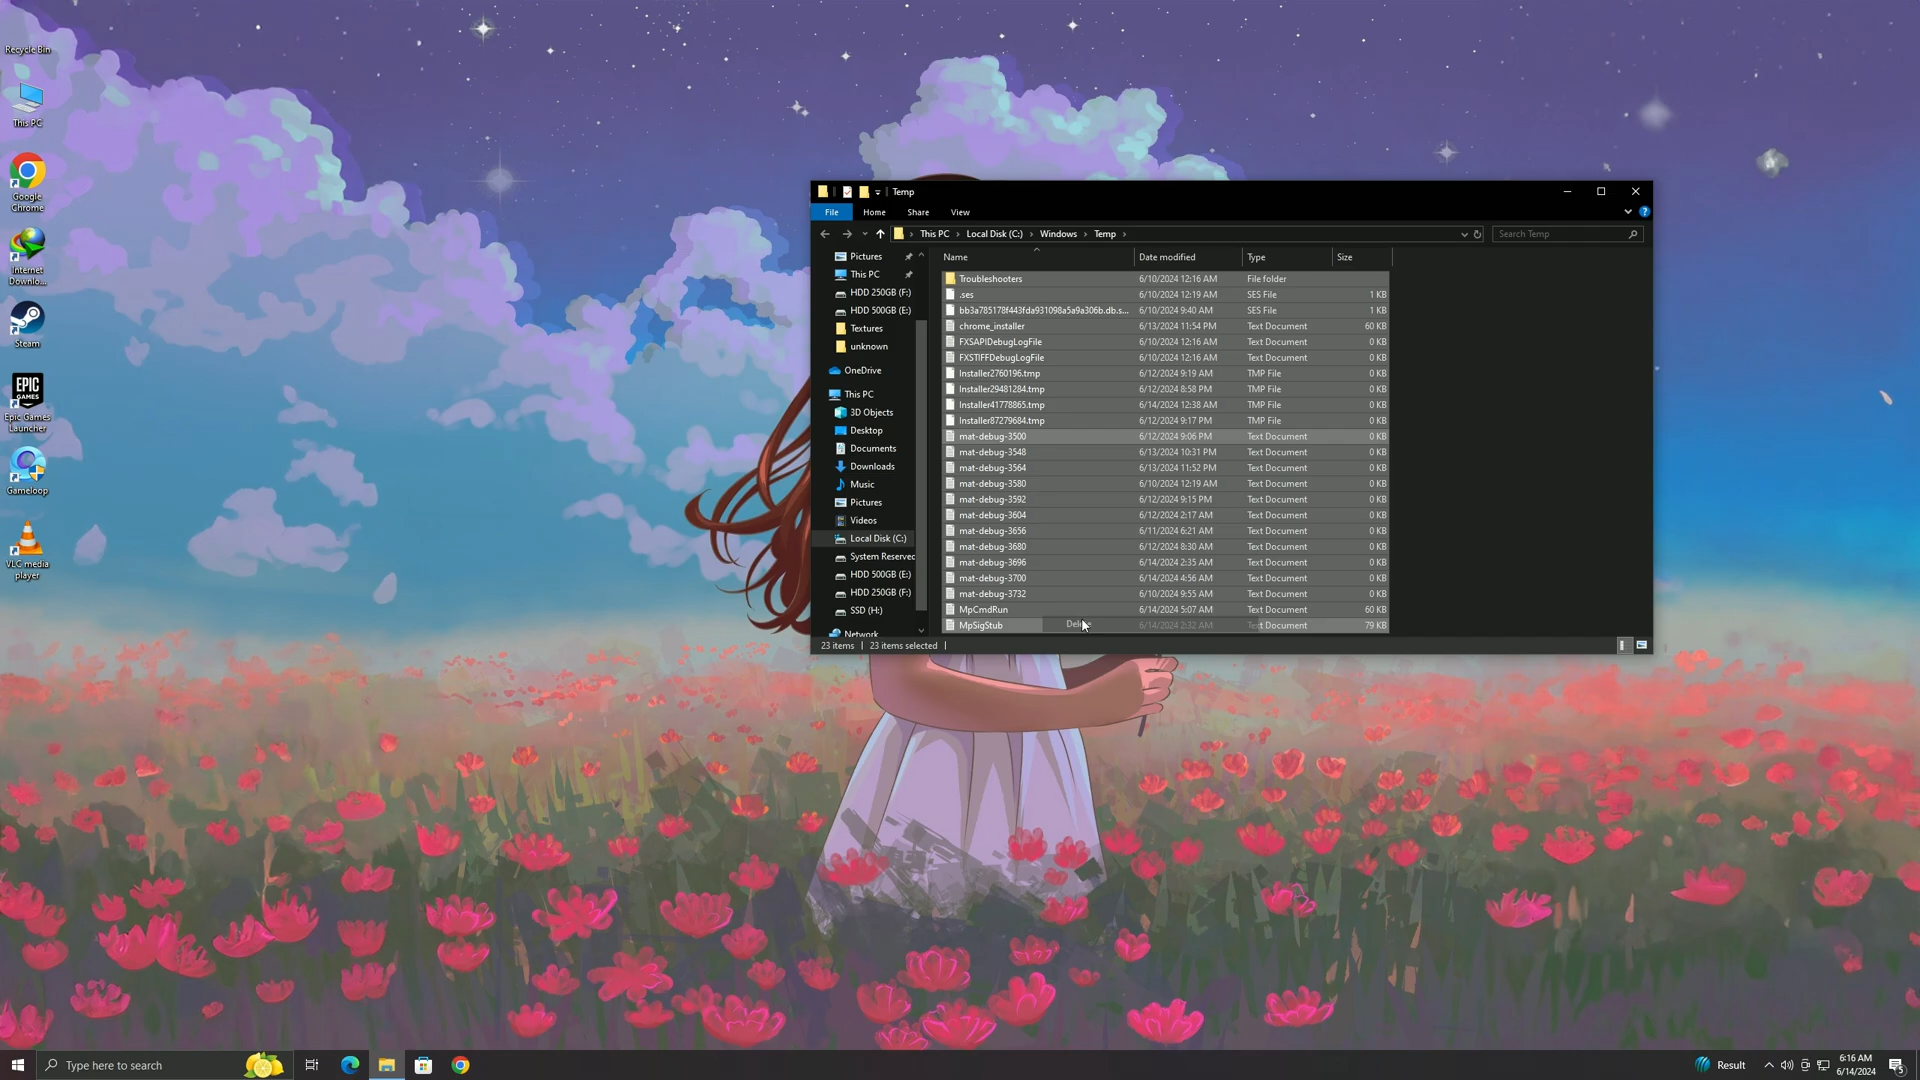 Recycle Bin
This PC
Google
Chrome
Internet
Downlo...
Steam
EPIC
GAMES
Epic Games
Launcher
Gameloop
VLC media
player
Temp
File Home Share View
This PC Local Disk (C:) Windows Temp
Search Temp
Pictures
This PC
HDD 250GB (F:)
HDD 500GB (E:)
Textures
unknown
OneDrive
This PC
3D Objects
Desktop
Documents
Downloads
Music
Pictures
Videos
Local Disk (C:)
System Reserved
HDD 500GB (E:)
HDD 250GB (F:)
SSD (H:)
Network
Name Date modified Type Size
Troubleshooters 6/10/2024 12:16 AM File folder
.ses 6/10/2024 12:19 AM SES File 1 KB
bb3a785178f443fda931098a5a9a306b.db.s... 6/10/2024 9:40 AM SES File 1 KB
chrome_installer 6/13/2024 11:54 PM Text Document 60 KB
FXSAPIDebugLogFile 6/10/2024 12:16 AM Text Document 0 KB
FXSTIFFDebugLogFile 6/10/2024 12:16 AM Text Document 0 KB
Installer2760196.tmp 6/12/2024 9:19 AM TMP File 0 KB
Installer29481284.tmp 6/12/2024 8:58 PM TMP File 0 KB
Installer41778865.tmp 6/14/2024 12:38 AM TMP File 0 KB
Installer87279684.tmp 6/12/2024 9:17 PM TMP File 0 KB
mat-debug-3500 6/12/2024 9:06 PM Text Document 0 KB
mat-debug-3548 6/13/2024 10:31 PM Text Document 0 KB
mat-debug-3564 6/13/2024 11:52 PM Text Document 0 KB
mat-debug-3580 6/10/2024 12:19 AM Text Document 0 KB
mat-debug-3592 6/12/2024 9:15 PM Text Document 0 KB
mat-debug-3604 6/12/2024 2:17 AM Text Document 0 KB
mat-debug-3656 6/11/2024 6:21 AM Text Document 0 KB
mat-debug-3680 6/12/2024 8:30 AM Text Document 0 KB
mat-debug-3696 6/14/2024 2:35 AM Text Document 0 KB
mat-debug-3700 6/14/2024 4:56 AM Text Document 0 KB
mat-debug-3732 6/10/2024 9:55 AM Text Document 0 KB
MpCmdRun 6/14/2024 5:07 AM Text Document 60 KB
MpSigStub 6/14/2024 2:32 AM Text Document 79 KB
Delete
23 items 23 items selected
Type here to search
Result
6:16 AM
6/14/2024
5